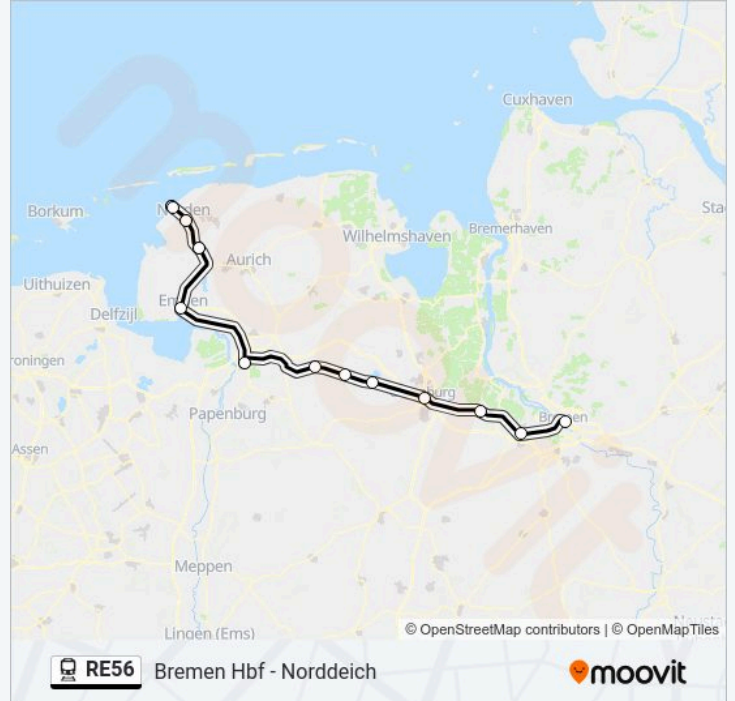 Cuxhaven
Borkum
Wilhelmshaven
Bremerhaven
Aurich
Uithuizen
Delfzijl
Papenburg
Bremen
Assen
Meppen
Lingen (Ems)
© OpenStreetMap contributors | © OpenMapTiles
RE56 Bremen Hbf - Norddeich
moovit